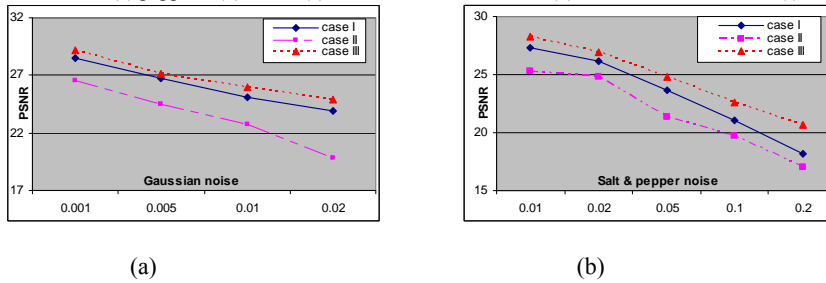 32
27
22
17
PSNR
case I
case II
case III
Gaussian noise
0.001 0.005 0.01 0.02
(a)
30
25
20
15
PSNR
case I
case II
case III
Salt & pepper noise
0.01 0.02 0.05 0.1 0.2
(b)